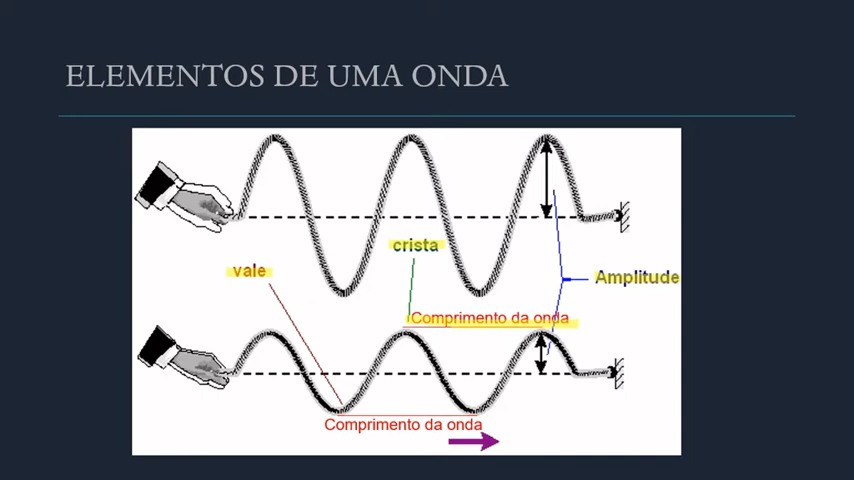 ELEMENTOS DE UMA ONDA
crista
vale
Amplitude
Comprimento da onda
Comprimento da onda